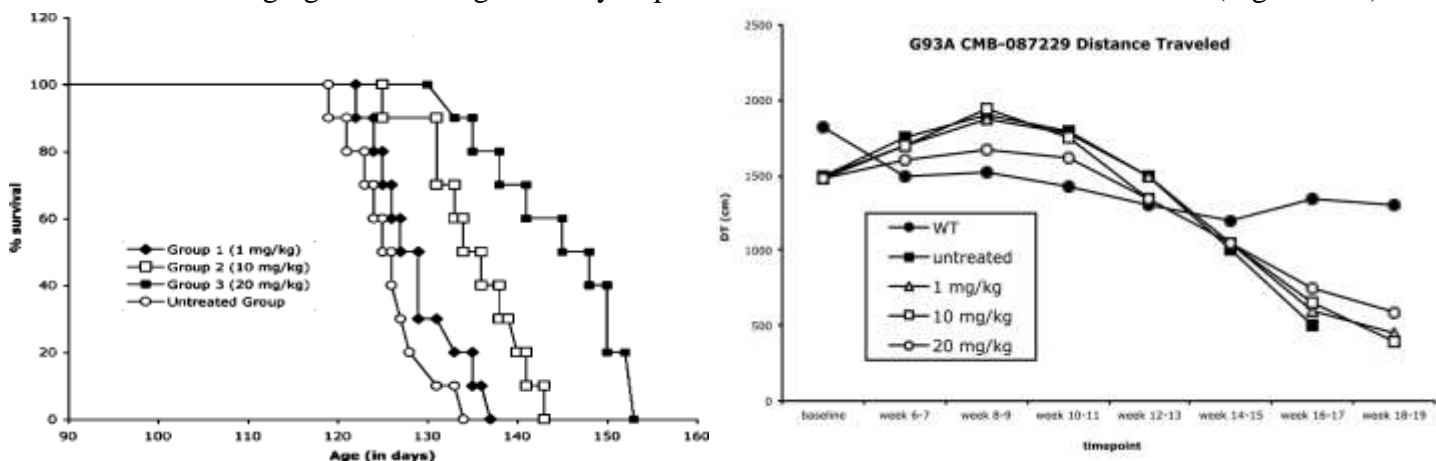 120
100
80
60
40
20
0
% survival
Group 1 (1 mg/kg)
Group 2 (10 mg/kg)
Group 3 (20 mg/kg)
Untreated Group
90 100 110 120 130 140 150 160
Age (in days)
G93A CMB-087229 Distance Traveled
2500
2000
1500
1000
500
0
DT (cm)
WT
untreated
1 mg/kg
10 mg/kg
20 mg/kg
baseline week 6-7 week 8-9 week 10-11 week 12-13 week 14-15 week 16-17 week 18-19
timepoint